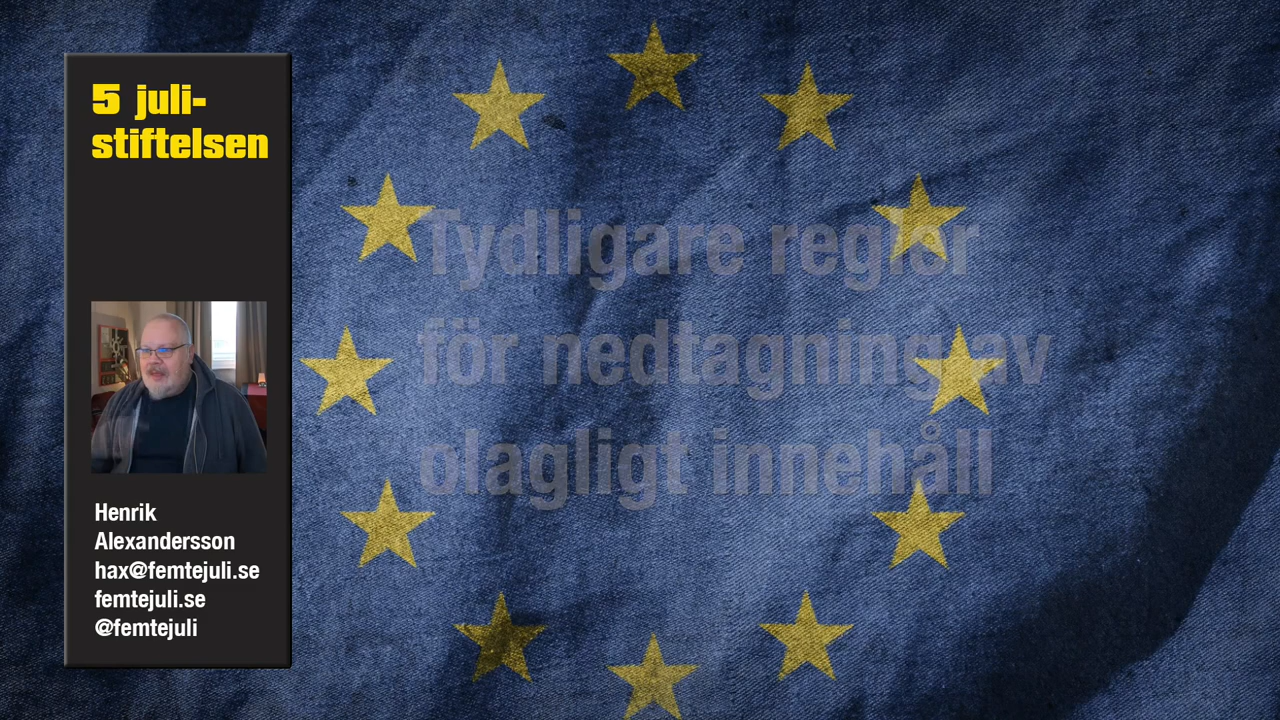 5 juli-
stiftelsen
Henrik
Alexandersson
hax@femtejuli.se
femtejuli.se
@femtejuli
Tydligare regler
för nedtagning av
olagligt innehåll